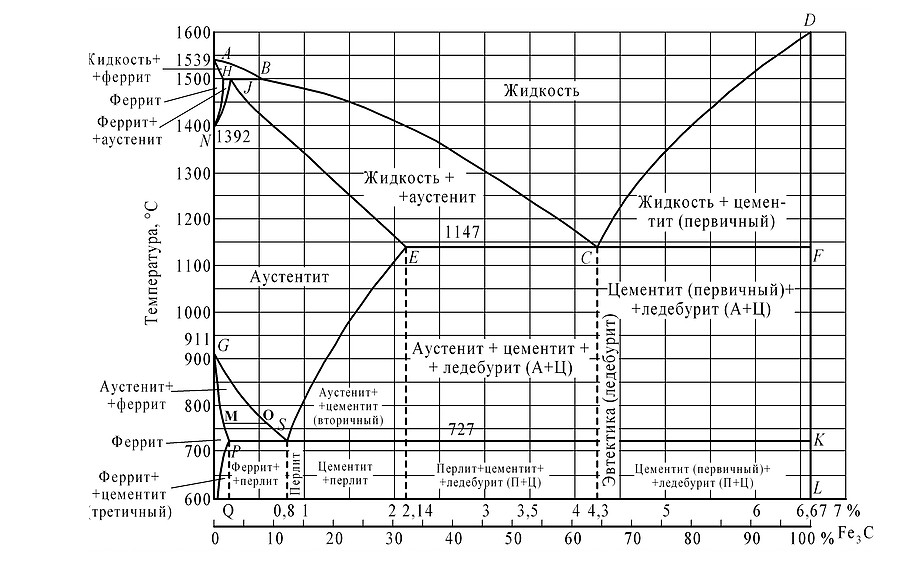 D
1600
1539
A
Жидкость+
+феррит
H
B
1500
J
Жидкость
Феррит
Феррит+
+аустенит
1400
N
1392
1300
Жидкость +
+аустенит
Жидкость + цемен-
тит (первичный)
1200
1147
E
C
F
1100
Температура, °C
Аустентит
Цементит (первичный)+
+ледебурит (А+Ц)
1000
911
G
900
Аустенит + цементит +
+ ледебурит (А+Ц)
Эвтектика (ледебурит)
Аустенит+
+феррит
Аустенит+
+цементит
(вторичный)
800
M
O
S
727
K
Феррит
700
P
Феррит+
+перлит
Перлит
Цементит
+перлит
Перлит+цементит+
+ледебурит (П+Ц)
Цементит (первичный)+
+ледебурит (П+Ц)
Феррит+
+цементит
(третичный)
L
600
Q
0,8
1
2
2,14
3
3,5
4
4,3
5
6
6,67
7 %
0
10
20
30
40
50
60
70
80
90
100 %
Fe3C